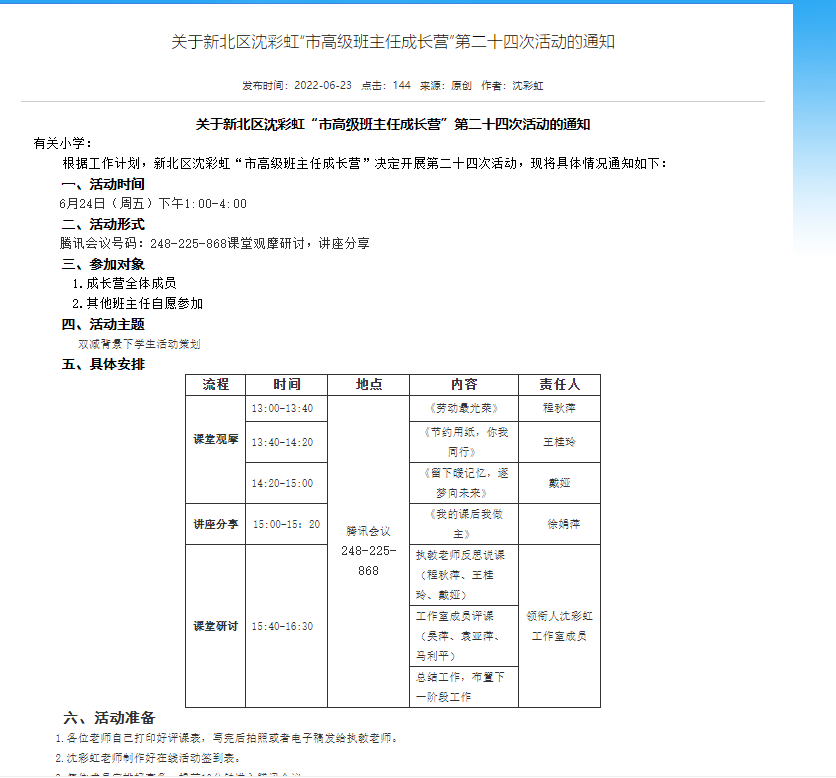 关于新北区沈彩虹“市高级班主任成长营”第二十四次活动的通知
发布时间：2022-06-23 点击：144 来源：原创 作者：沈彩虹
关于新北区沈彩虹“市高级班主任成长营”第二十四次活动的通知
有关小学：
根据工作计划，新北区沈彩虹“市高级班主任成长营”决定开展第二十四次活动，现将具体情况通知如下：
一、活动时间
6月24日（周五）下午1:00-4:00
二、活动形式
腾讯会议号码：248-225-868课堂观摩研讨，讲座分享
三、参加对象
1.成长营全体成员
2.其他班主任自愿参加
四、活动主题
双减背景下学生活动策划
五、具体安排
流程 时间 地点 内容 责任人
课堂观摩
13:00-13:40 《劳动最光荣》 程秋萍
13:40-14:20 《节约用纸，你我
同行》 王桂玲
14:20-15:00 《留下暖记忆，逐
梦向未来》 戴娅
讲座分享 15:00-15：20 《我的课后我做
主》 徐娟萍
腾讯会议
248-225-
868
课堂研讨 15:40-16:30
执教老师反思说课
（程秋萍、王桂
玲、戴娅）
工作室成员评课
（吴萍、袁亚萍、
马利平）
总结工作，布置下
一阶段工作
领衔人沈彩虹
工作室成员
六、活动准备
1.各位老师自己打印好评课表，写完后拍照或者电子稿发给执教老师。
2.沈彩虹老师制作好在线活动签到表。